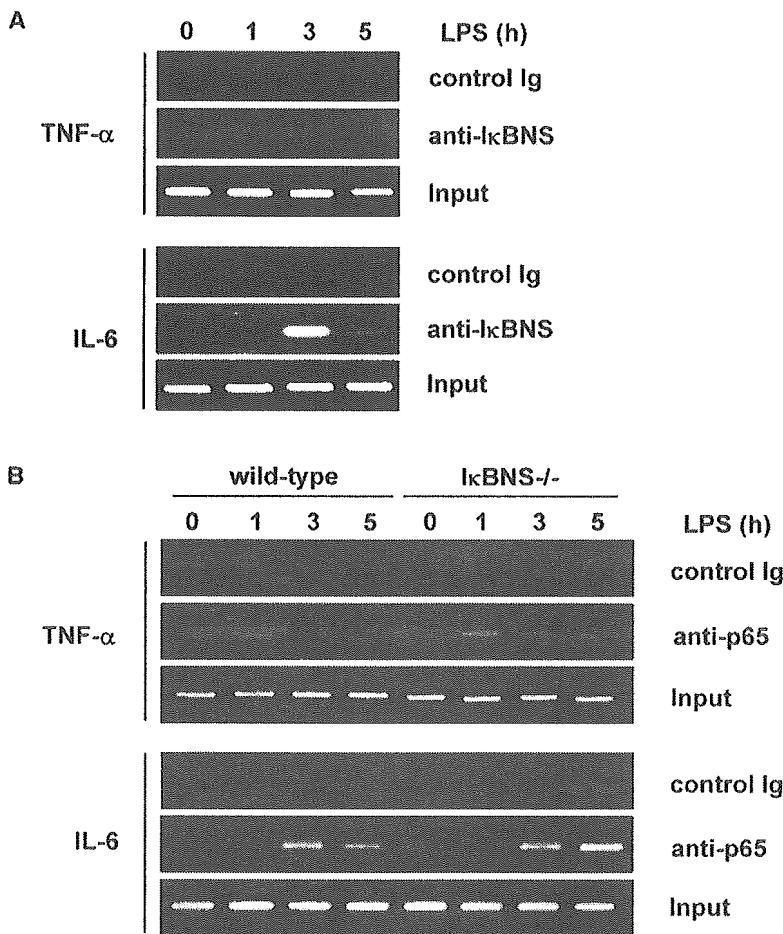 A
0 1 3 5 LPS (h)
control Ig
TNF-α
anti-IκBNS
Input
control Ig
IL-6
anti-IκBNS
Input
B
wild-type IκBNS-/-
0 1 3 5 0 1 3 5 LPS (h)
control Ig
TNF-α
anti-p65
Input
control Ig
IL-6
anti-p65
Input